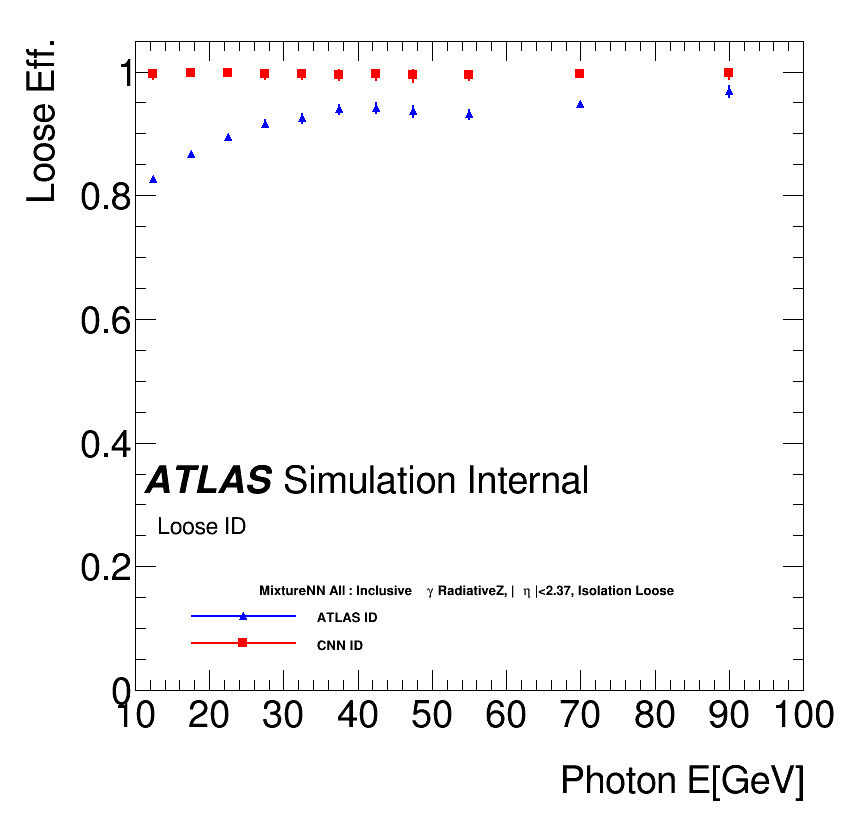 Loose Eff.
1
0.8
0.6
0.4
0.2
0
ATLAS Simulation Internal
Loose ID
MixtureNN All : Inclusive γ RadiativeZ, | η |<2.37, Isolation Loose
ATLAS ID
CNN ID
10 20 30 40 50 60 70 80 90 100
Photon E[GeV]